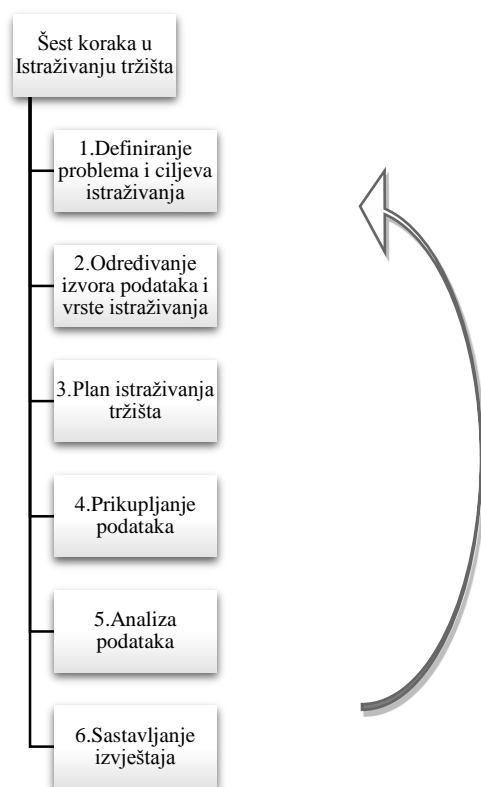 Šest koraka u
Istraživanju tržišta
1.Definiranje
problema i ciljeva
istraživanja
2.Određivanje
izvora podataka i
vrste istraživanja
3.Plan istraživanja
tržišta
4.Prikupljanje
podataka
5.Analiza
podataka
6.Sastavljanje
izvještaja